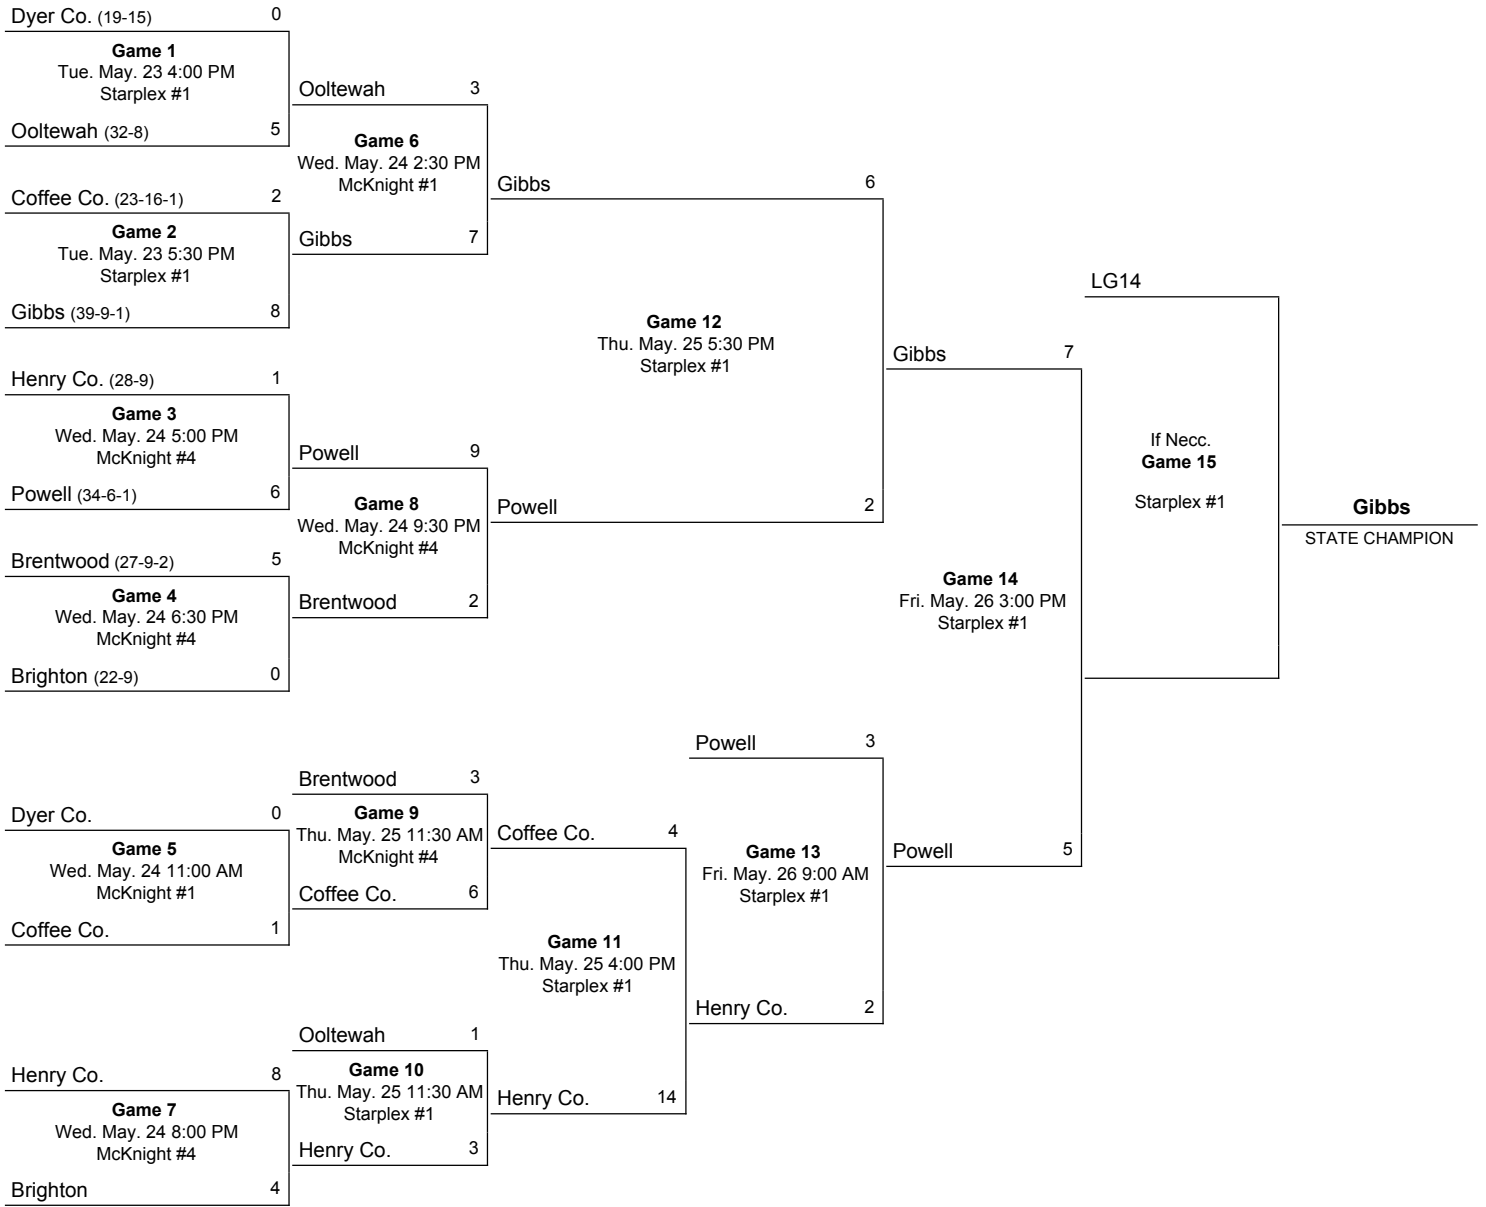 Dyer Co. (19-15) 0
Game 1
Tue. May. 23 4:00 PM
Starplex #1
Ooltewah (32-8) 5
Coffee Co. (23-16-1) 2
Game 2
Tue. May. 23 5:30 PM
Starplex #1
Gibbs (39-9-1) 8
Henry Co. (28-9) 1
Game 3
Wed. May. 24 5:00 PM
McKnight #4
Powell (34-6-1) 6
Brentwood (27-9-2) 5
Game 4
Wed. May. 24 6:30 PM
McKnight #4
Brighton (22-9) 0
Ooltewah 3
Game 6
Wed. May. 24 2:30 PM
McKnight #1
Gibbs 7
Powell 9
Game 8
Wed. May. 24 9:30 PM
McKnight #4
Brentwood 2
Gibbs 6
Game 12
Thu. May. 25 5:30 PM
Starplex #1
Powell 2
Gibbs 7
Game 14
Fri. May. 26 3:00 PM
Starplex #1
Powell 5
LG14
If Necc.
Game 15
Starplex #1
Gibbs
STATE CHAMPION
Dyer Co. 0
Game 5
Wed. May. 24 11:00 AM
McKnight #1
Coffee Co. 1
Henry Co. 8
Game 7
Wed. May. 24 8:00 PM
McKnight #4
Brighton 4
Brentwood 3
Game 9
Thu. May. 25 11:30 AM
McKnight #4
Coffee Co. 6
Ooltewah 1
Game 10
Thu. May. 25 11:30 AM
Starplex #1
Henry Co. 3
Coffee Co. 4
Game 11
Thu. May. 25 4:00 PM
Starplex #1
Henry Co. 14
Powell 3
Game 13
Fri. May. 26 9:00 AM
Starplex #1
Henry Co. 2